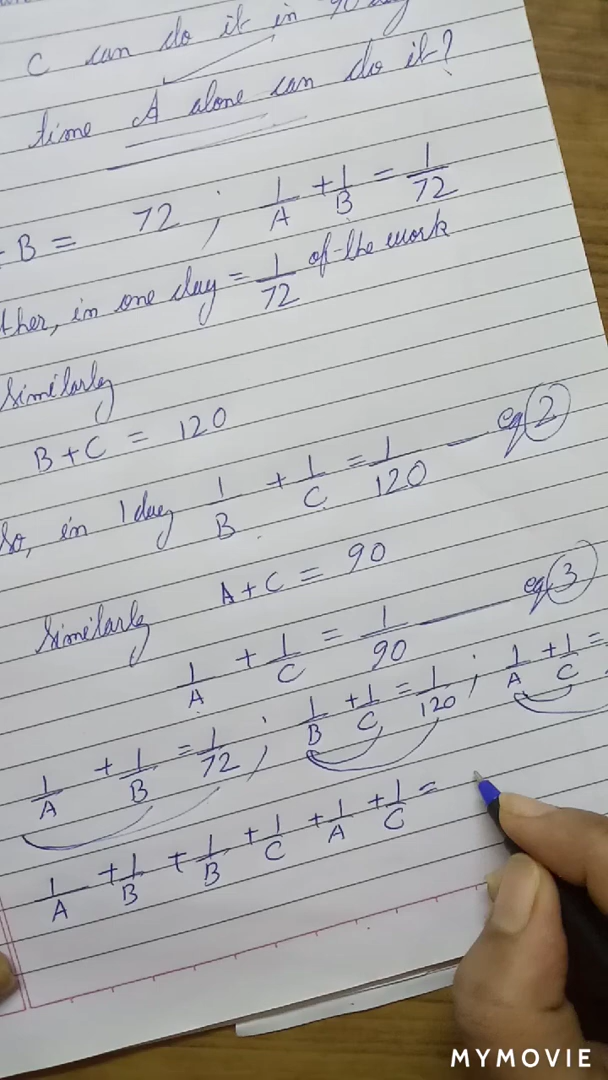 C can do it in 90
time A alone can do it?
B = 72 ; 1/A + 1/B = 1/72
ther, in one day = 1/72 of the work
Similarly
B + C = 120
So, in 1 day 1/B + 1/C = 1/120 — eq 2
Similarly A + C = 90
1/A + 1/C = 1/90 — eq 3
1/A + 1/B = 1/72 ; 1/B + 1/C = 1/120 ; 1/A + 1/C =
1/A + 1/B + 1/B + 1/C + 1/A + 1/C =
MYMOVIE